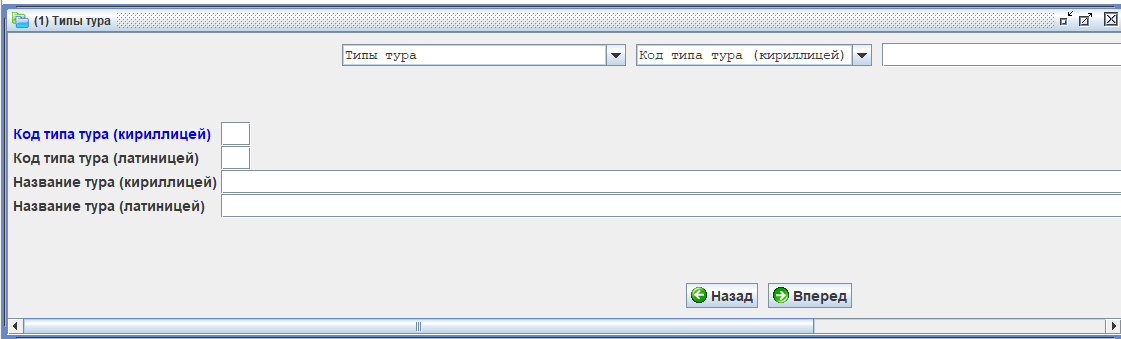 (1) Типы тура
Типы тура Код типа тура (кириллицей)
Код типа тура (кириллицей)
Код типа тура (латиницей)
Название тура (кириллицей)
Название тура (латиницей)
Назад Вперед